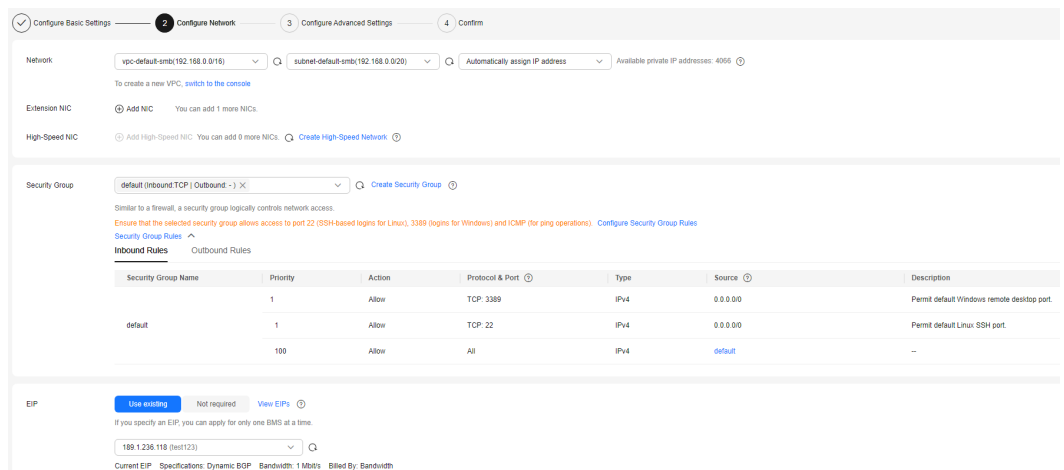 Configure Basic Settings 2 Configure Network 3 Configure Advanced Settings 4 Confirm
Network vpc-default-smb(192.168.0.0/16) subnet-default-smb(192.168.0.0/20) Automatically assign IP address Available private IP addresses: 4066 ?
To create a new VPC, switch to the console
Extension NIC Add NIC You can add 1 more NICs.
High-Speed NIC Add High-Speed NIC You can add 0 more NICs. Create High-Speed Network ?
Security Group default (Inbound:TCP | Outbound: - ) Create Security Group ?
Similar to a firewall, a security group logically controls network access.
Ensure that the selected security group allows access to port 22 (SSH-based logins for Linux), 3389 (logins for Windows) and ICMP (for ping operations). Configure Security Group Rules
Security Group Rules
Inbound Rules Outbound Rules
Security Group Name Priority Action Protocol & Port ? Type Source ? Description
1 Allow TCP: 3389 IPv4 0.0.0.0/0 Permit default Windows remote desktop port.
default 1 Allow TCP: 22 IPv4 0.0.0.0/0 Permit default Linux SSH port.
100 Allow All IPv4 default --
EIP Use existing Not required View EIPs ?
If you specify an EIP, you can apply for only one BMS at a time.
189.1.236.118 (test123)
Current EIP Specifications: Dynamic BGP Bandwidth: 1 Mbit/s Billed By: Bandwidth